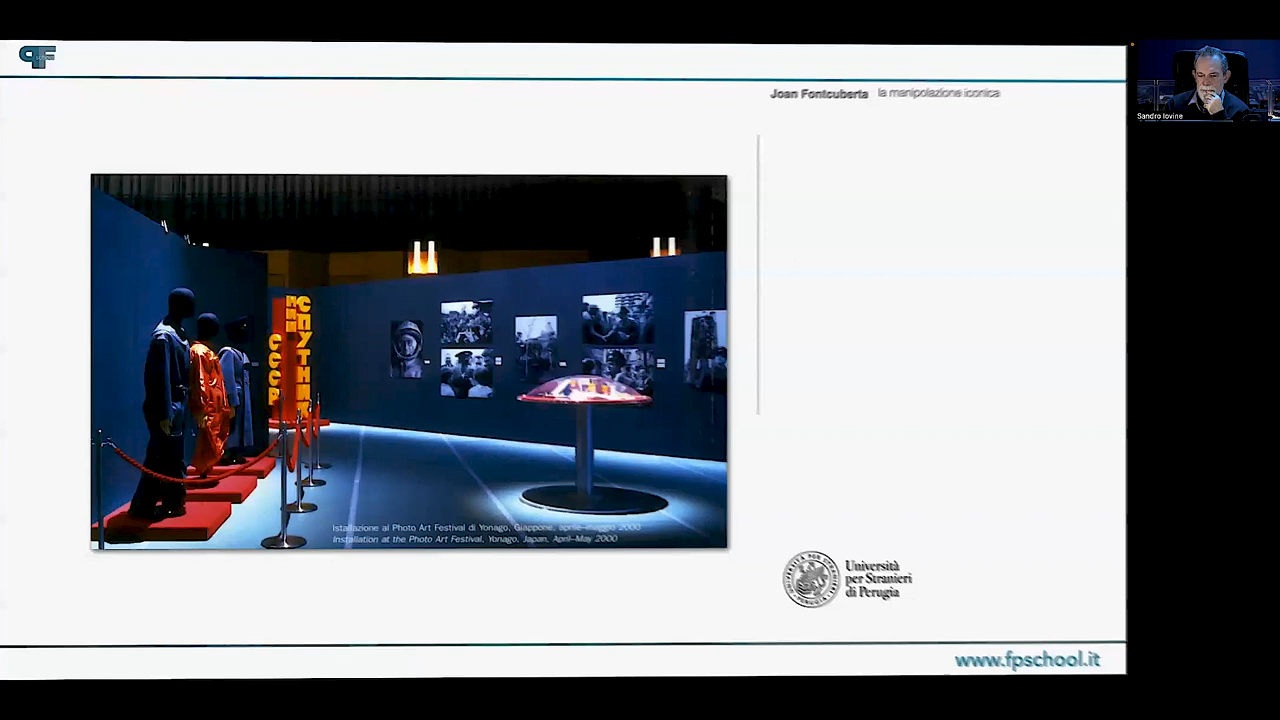 Joan Fontcuberta la manipolazione iconica
Sandro Iovine
СПУТНИК
СССР
Istallazione al Photo Art Festival di Yonago, Giappone, aprile-maggio 2000
Installation at the Photo Art Festival, Yonago, Japan, April-May 2000
Università
per Stranieri
di Perugia
www.fpschool.it